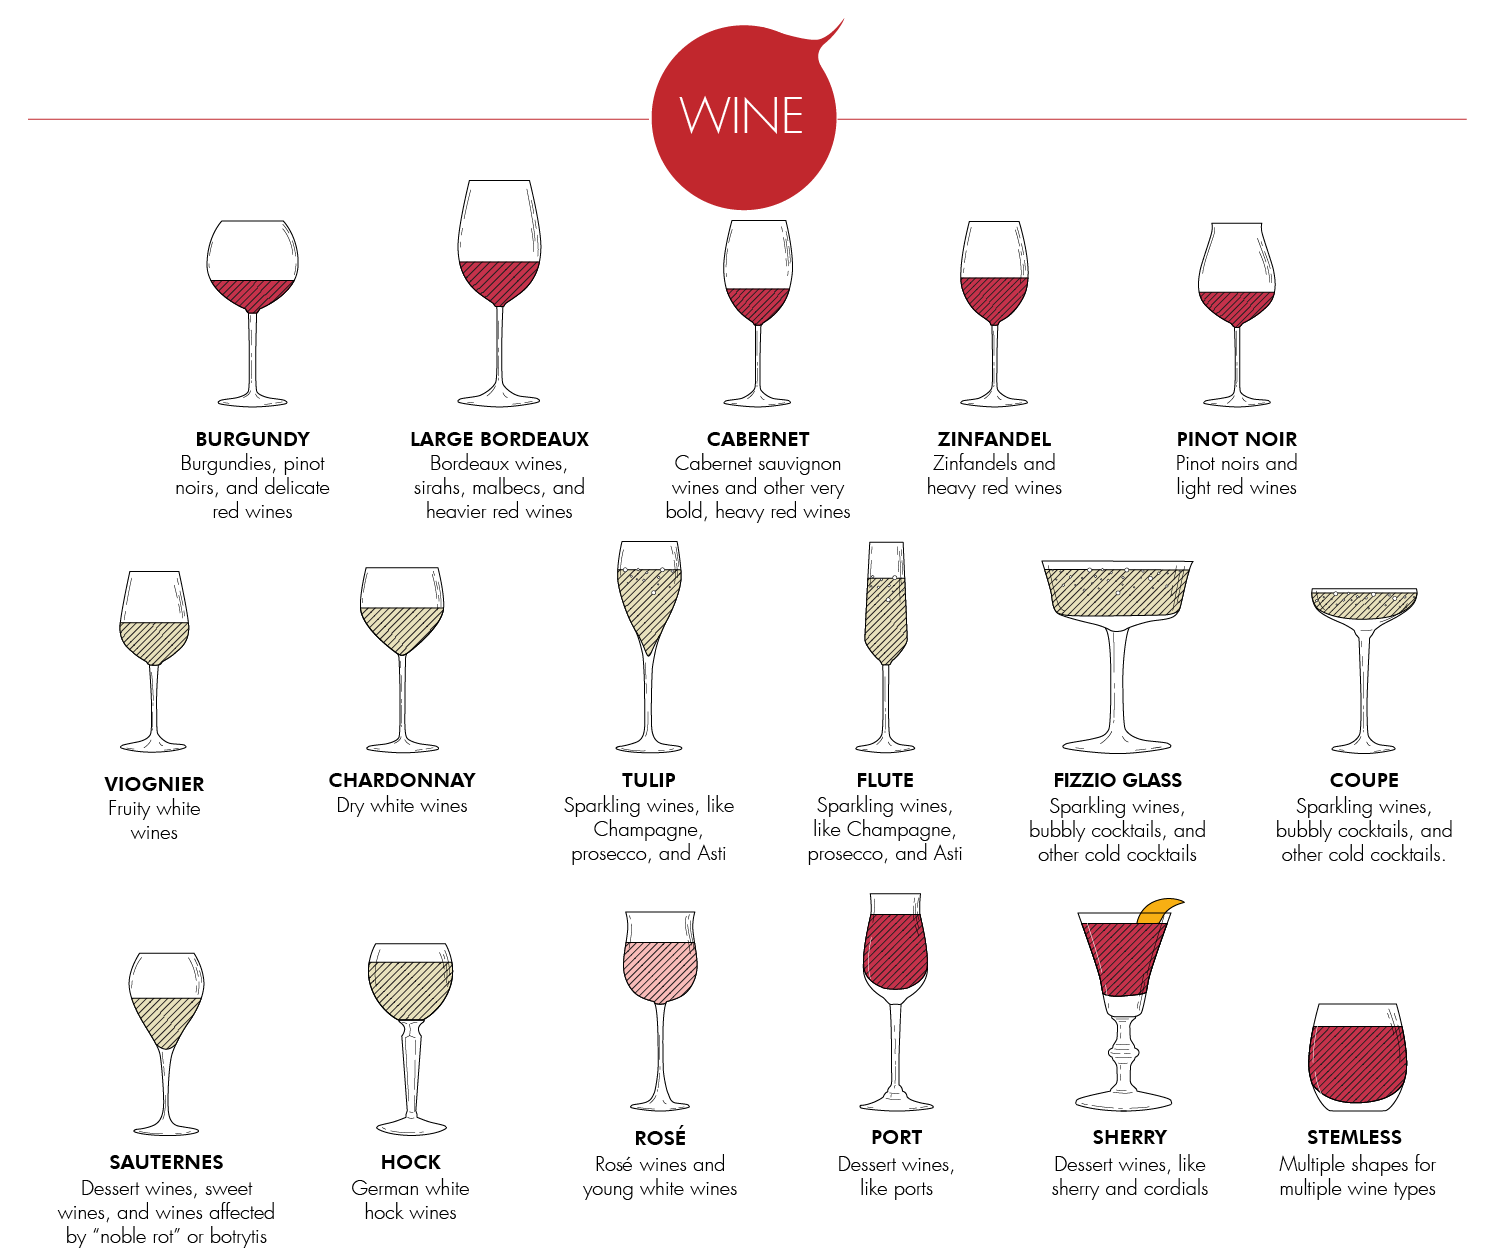 WINE
BURGUNDY
Burgundies, pinot
noirs, and delicate
red wines
LARGE BORDEAUX
Bordeaux wines,
sirahs, malbecs, and
heavier red wines
CABERNET
Cabernet sauvignon
wines and other very
bold, heavy red wines
ZINFANDEL
Zinfandels and
heavy red wines
PINOT NOIR
Pinot noirs and
light red wines
VIOGNIER
Fruity white
wines
CHARDONNAY
Dry white wines
TULIP
Sparkling wines, like
Champagne,
prosecco, and Asti
FLUTE
Sparkling wines,
like Champagne,
prosecco, and Asti
FIZZIO GLASS
Sparkling wines,
bubbly cocktails, and
other cold cocktails
COUPE
Sparkling wines,
bubbly cocktails, and
other cold cocktails.
SAUTERNES
Dessert wines, sweet
wines, and wines affected
by “noble rot” or botrytis
HOCK
German white
hock wines
ROSÉ
Rosé wines and
young white wines
PORT
Dessert wines,
like ports
SHERRY
Dessert wines, like
sherry and cordials
STEMLESS
Multiple shapes for
multiple wine types